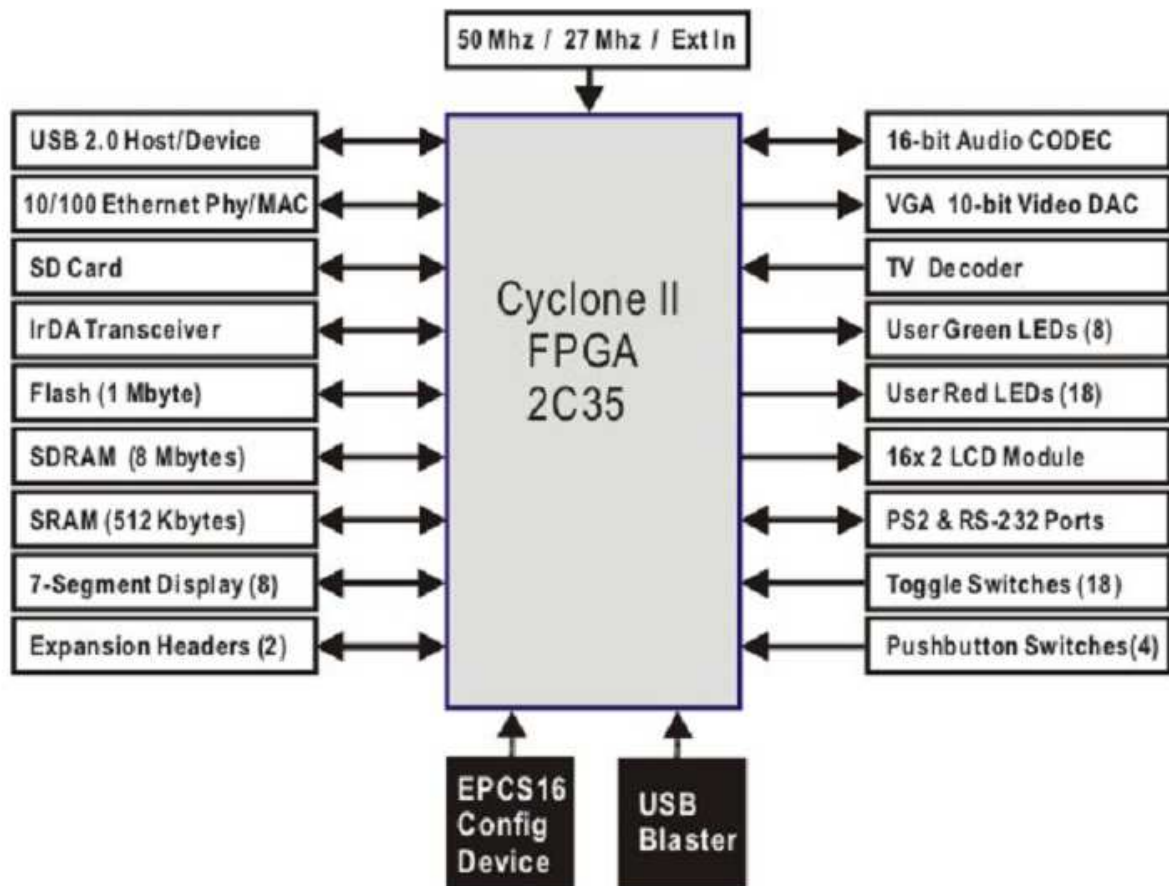 50 Mhz / 27 Mhz / Ext In
USB 2.0 Host/Device
10/100 Ethernet Phy/MAC
SD Card
IrDA Transceiver
Flash (1 Mbyte)
SDRAM (8 Mbytes)
SRAM (512 Kbytes)
7-Segment Display (8)
Expansion Headers (2)
Cyclone II
FPGA
2C35
16-bit Audio CODEC
VGA 10-bit Video DAC
TV Decoder
User Green LEDs (8)
User Red LEDs (18)
16x 2 LCD Module
PS2 & RS-232 Ports
Toggle Switches (18)
Pushbutton Switches(4)
EPCS16
Config
Device
USB
Blaster